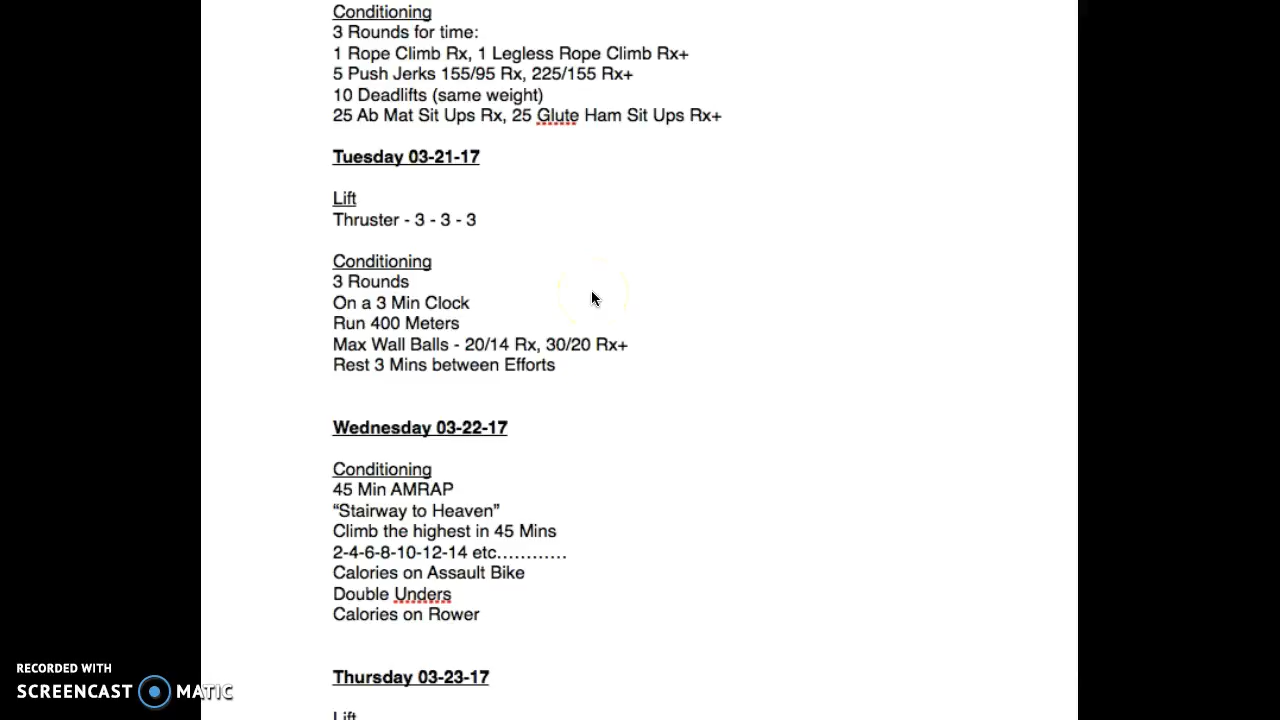 Conditioning
3 Rounds for time:
1 Rope Climb Rx, 1 Legless Rope Climb Rx+
5 Push Jerks 155/95 Rx, 225/155 Rx+
10 Deadlifts (same weight)
25 Ab Mat Sit Ups Rx, 25 Glute Ham Sit Ups Rx+
Tuesday 03-21-17
Lift
Thruster - 3 - 3 - 3
Conditioning
3 Rounds
On a 3 Min Clock
Run 400 Meters
Max Wall Balls - 20/14 Rx, 30/20 Rx+
Rest 3 Mins between Efforts
Wednesday 03-22-17
Conditioning
45 Min AMRAP
“Stairway to Heaven”
Climb the highest in 45 Mins
2-4-6-8-10-12-14 etc…………
Calories on Assault Bike
Double Unders
Calories on Rower
Thursday 03-23-17
Lift
RECORDED WITH
SCREENCAST MATIC